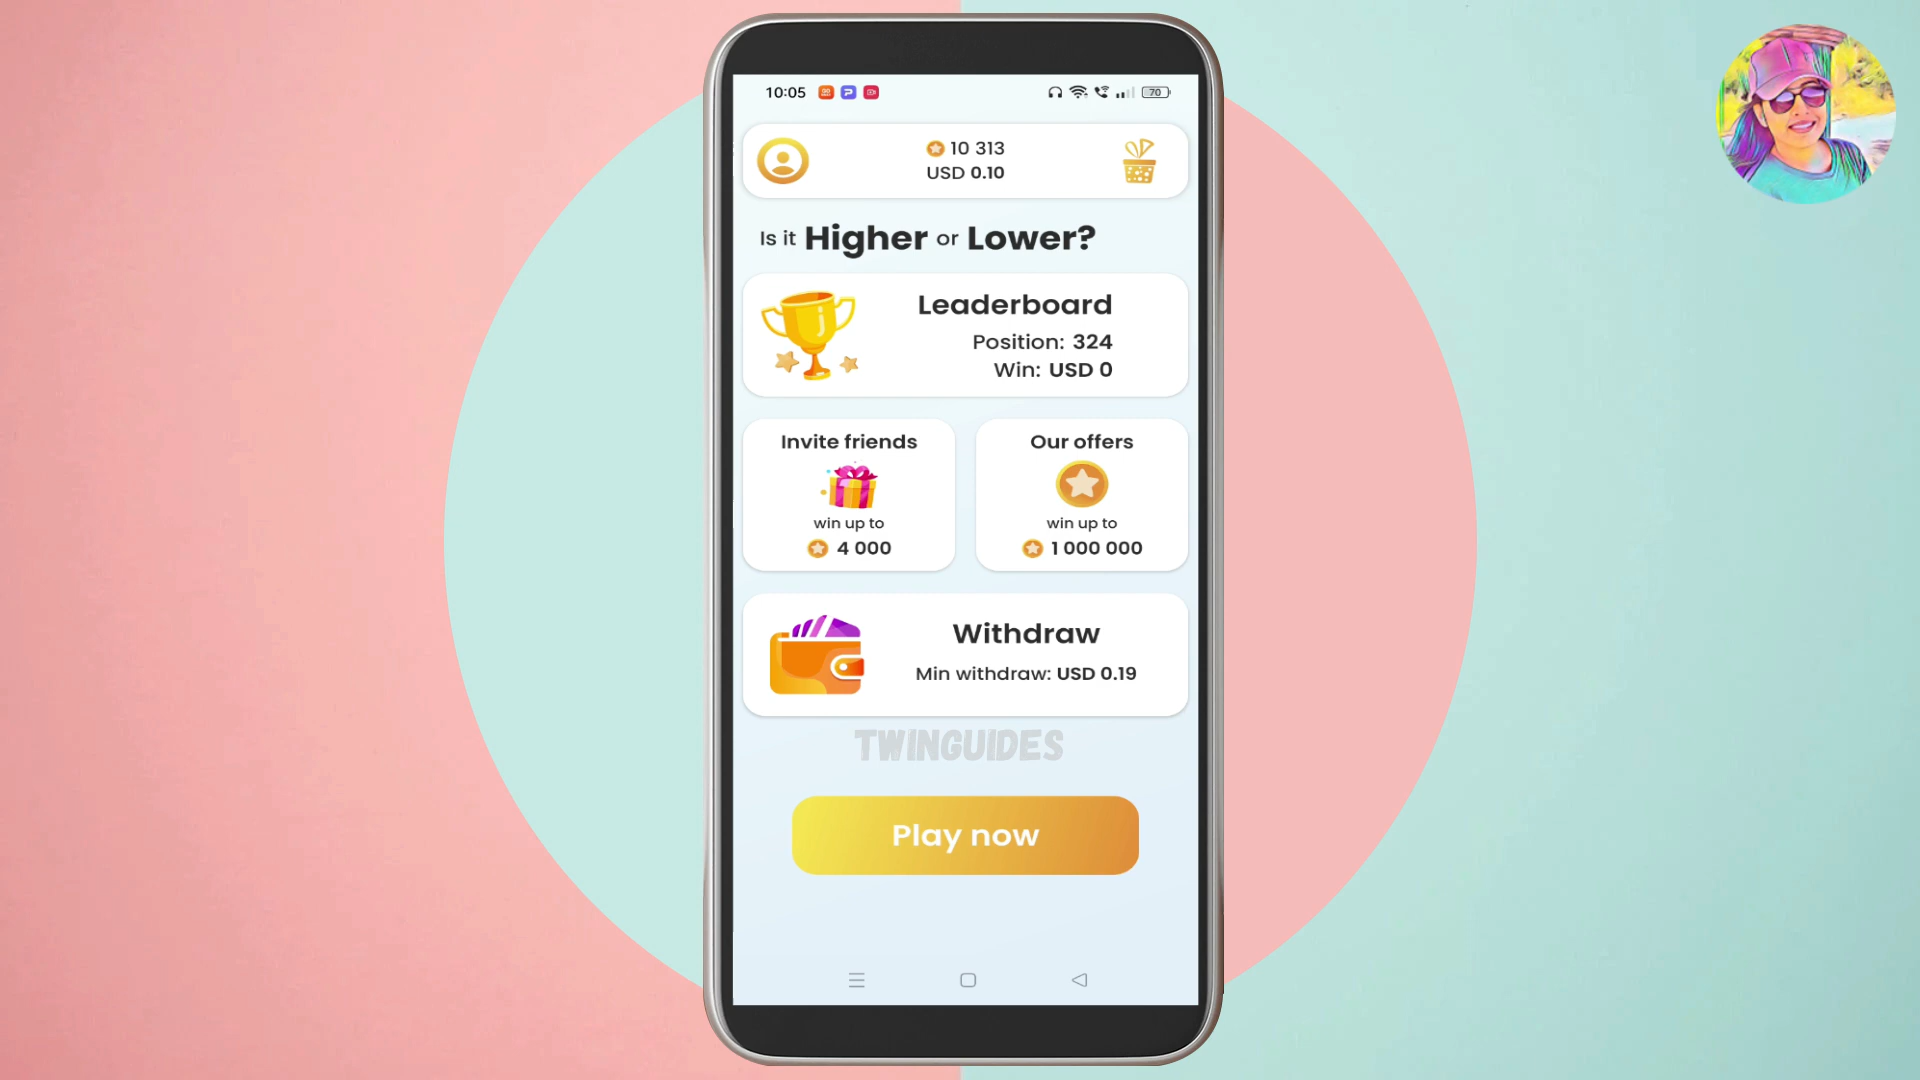 10:05
70
10 313
USD 0.10
Is it Higher or Lower?
Leaderboard
Position: 324
Win: USD 0
Invite friends
win up to
4 000
Our offers
win up to
1 000 000
Withdraw
Min withdraw: USD 0.19
TWINGUIDES
Play now